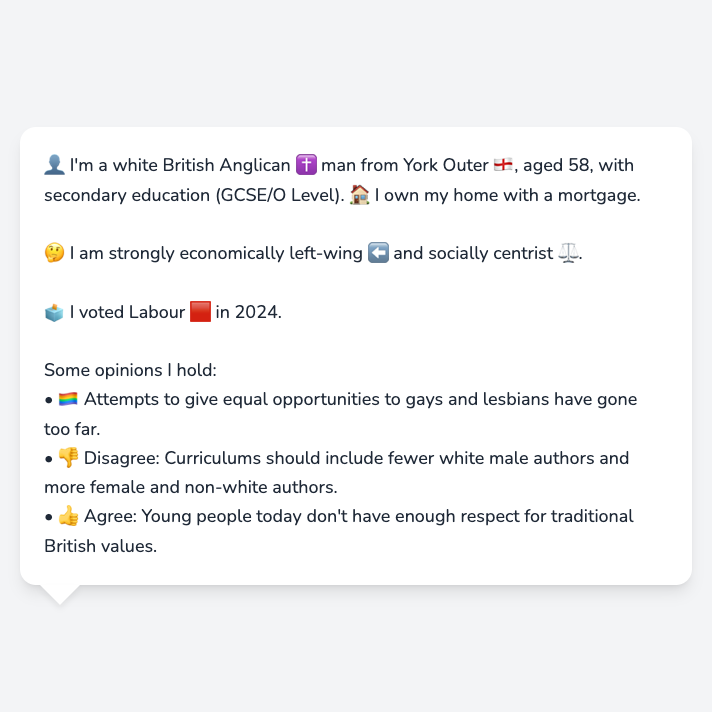 👤 I'm a white British Anglican ✝️ man from York Outer 🏴󠁧󠁢󠁥󠁮󠁧󠁿, aged 58, with
secondary education (GCSE/O Level). 🏠 I own my home with a mortgage.
🤔 I am strongly economically left-wing ⬅️ and socially centrist ⚖️.
🗳️ I voted Labour 🟥 in 2024.
Some opinions I hold:
• 🏳️‍🌈 Attempts to give equal opportunities to gays and lesbians have gone
too far.
• 👎 Disagree: Curriculums should include fewer white male authors and
more female and non-white authors.
• 👍 Agree: Young people today don't have enough respect for traditional
British values.